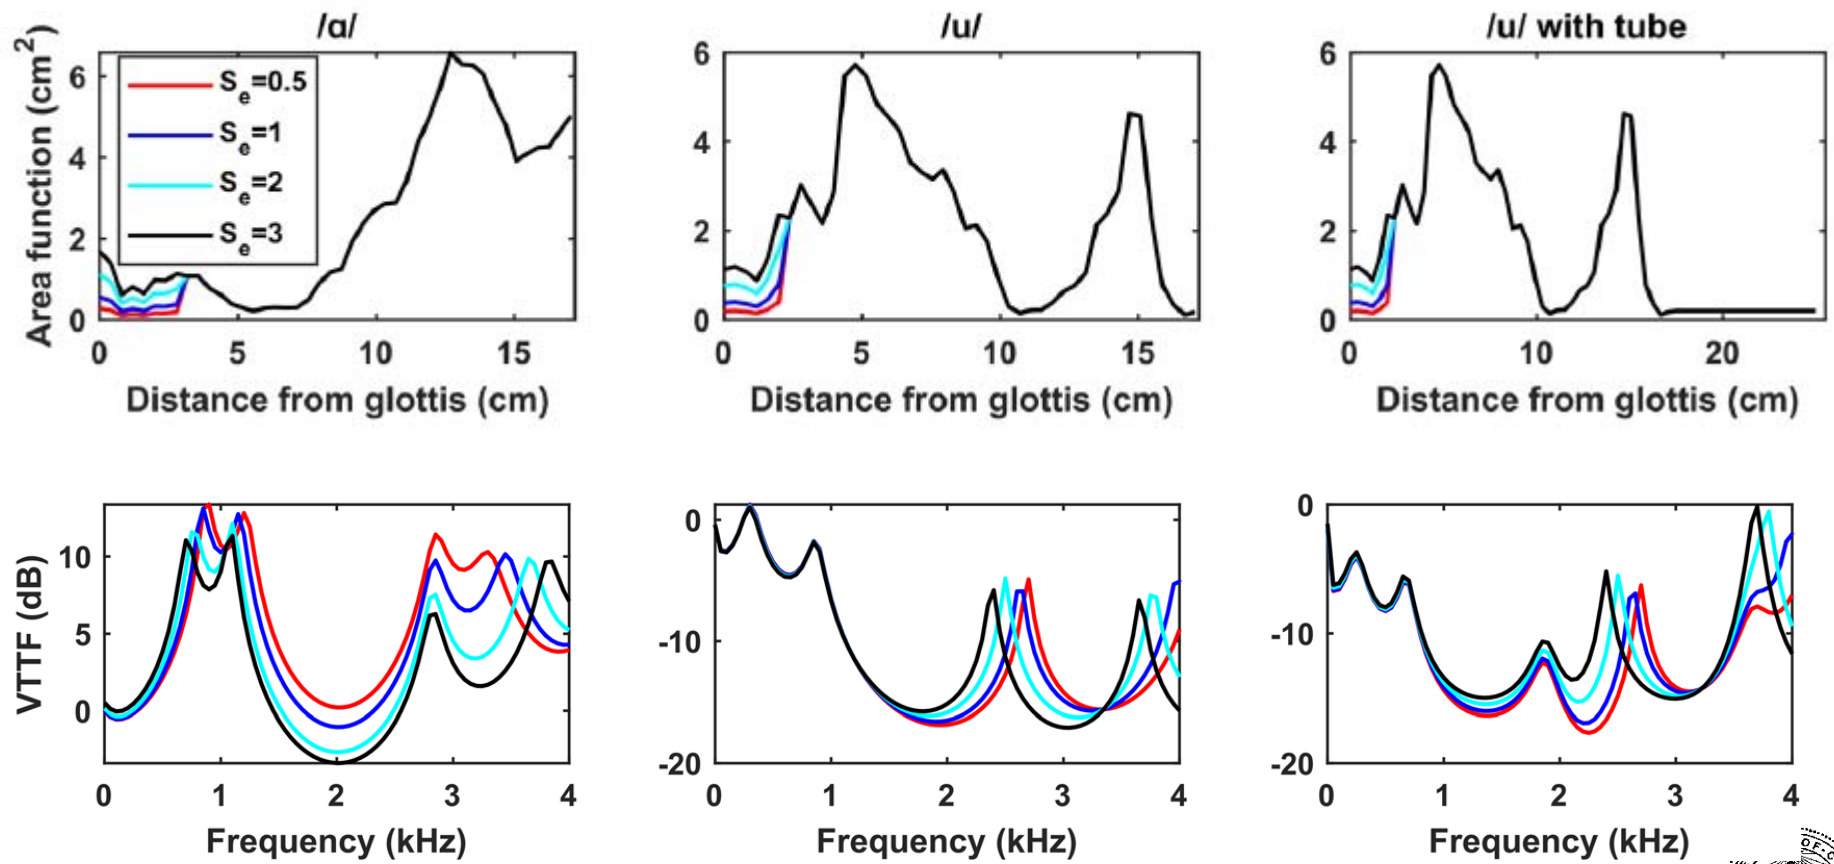 /ɑ/
/u/
/u/ with tube
Area function (cm²)
6
4
2
0
Sₑ=0.5
Sₑ=1
Sₑ=2
Sₑ=3
0 5 10 15
Distance from glottis (cm)
6
4
2
0
0 5 10 15
Distance from glottis (cm)
6
4
2
0
0 10 20
Distance from glottis (cm)
VTTF (dB)
10
5
0
0 1 2 3 4
Frequency (kHz)
0
-10
-20
0 1 2 3 4
Frequency (kHz)
0
-10
-20
0 1 2 3 4
Frequency (kHz)